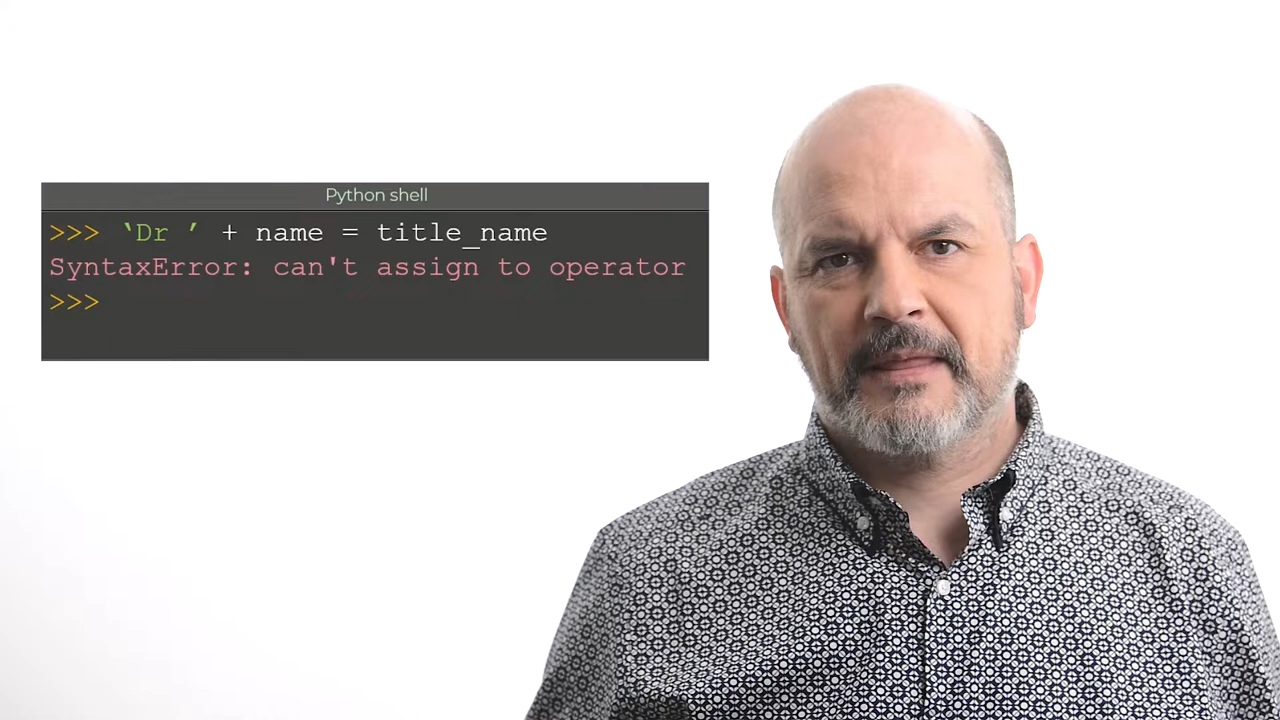 Python shell
>>> ‘Dr ’ + name = title_name
SyntaxError: can't assign to operator
>>>